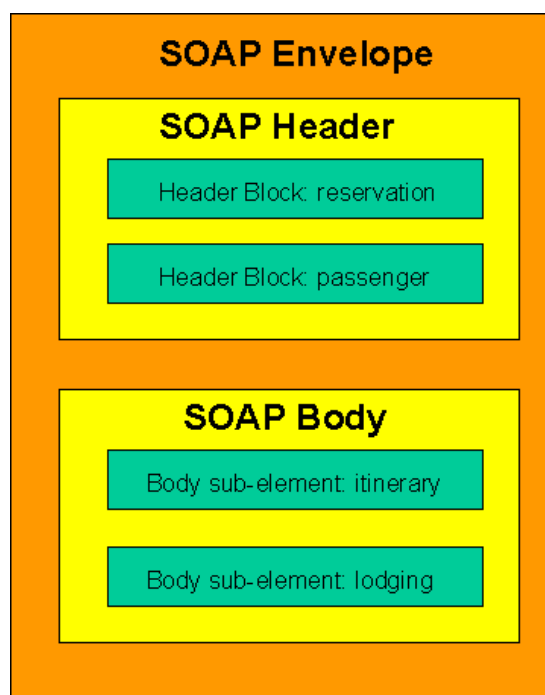 SOAP Envelope
SOAP Header
Header Block: reservation
Header Block: passenger
SOAP Body
Body sub-element: itinerary
Body sub-element: lodging